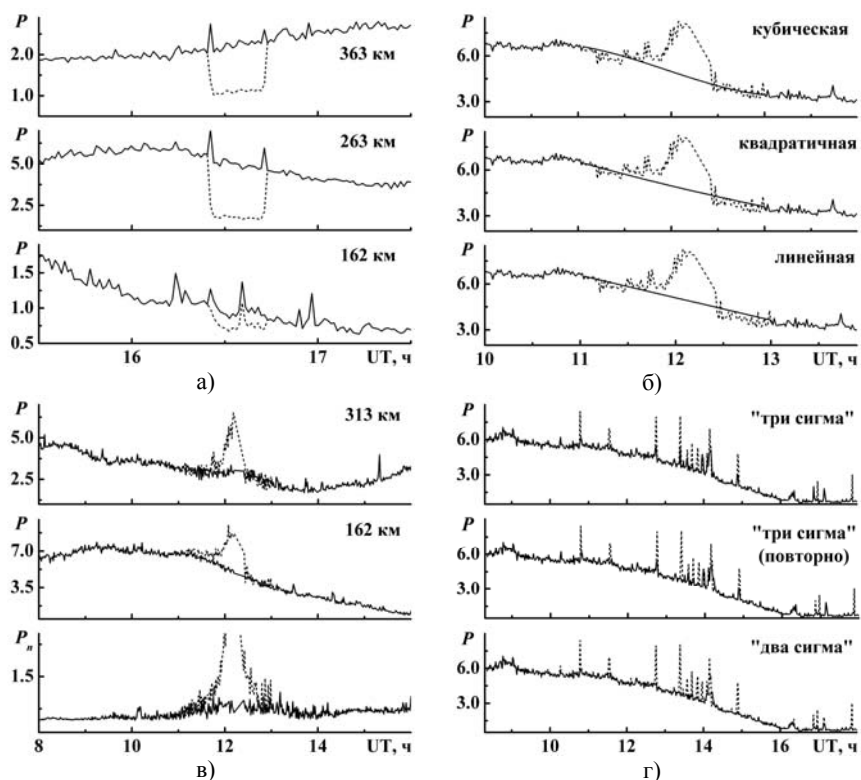 P
2.0
1.0
363 км
P
5.0
2.5
263 км
P
1.5
1.0
0.5
162 км
16 17 UT, ч
а)
P
6.0
3.0
кубическая
P
6.0
3.0
квадратичная
P
6.0
3.0
линейная
10 11 12 13 UT, ч
б)
P
5.0
2.5
313 км
P
7.0
3.5
162 км
Pn
1.5
8 10 12 14 UT, ч
в)
P
6.0
3.0
"три сигма"
P
6.0
3.0
"три сигма"
(повторно)
P
6.0
3.0
"два сигма"
10 12 14 16 UT, ч
г)